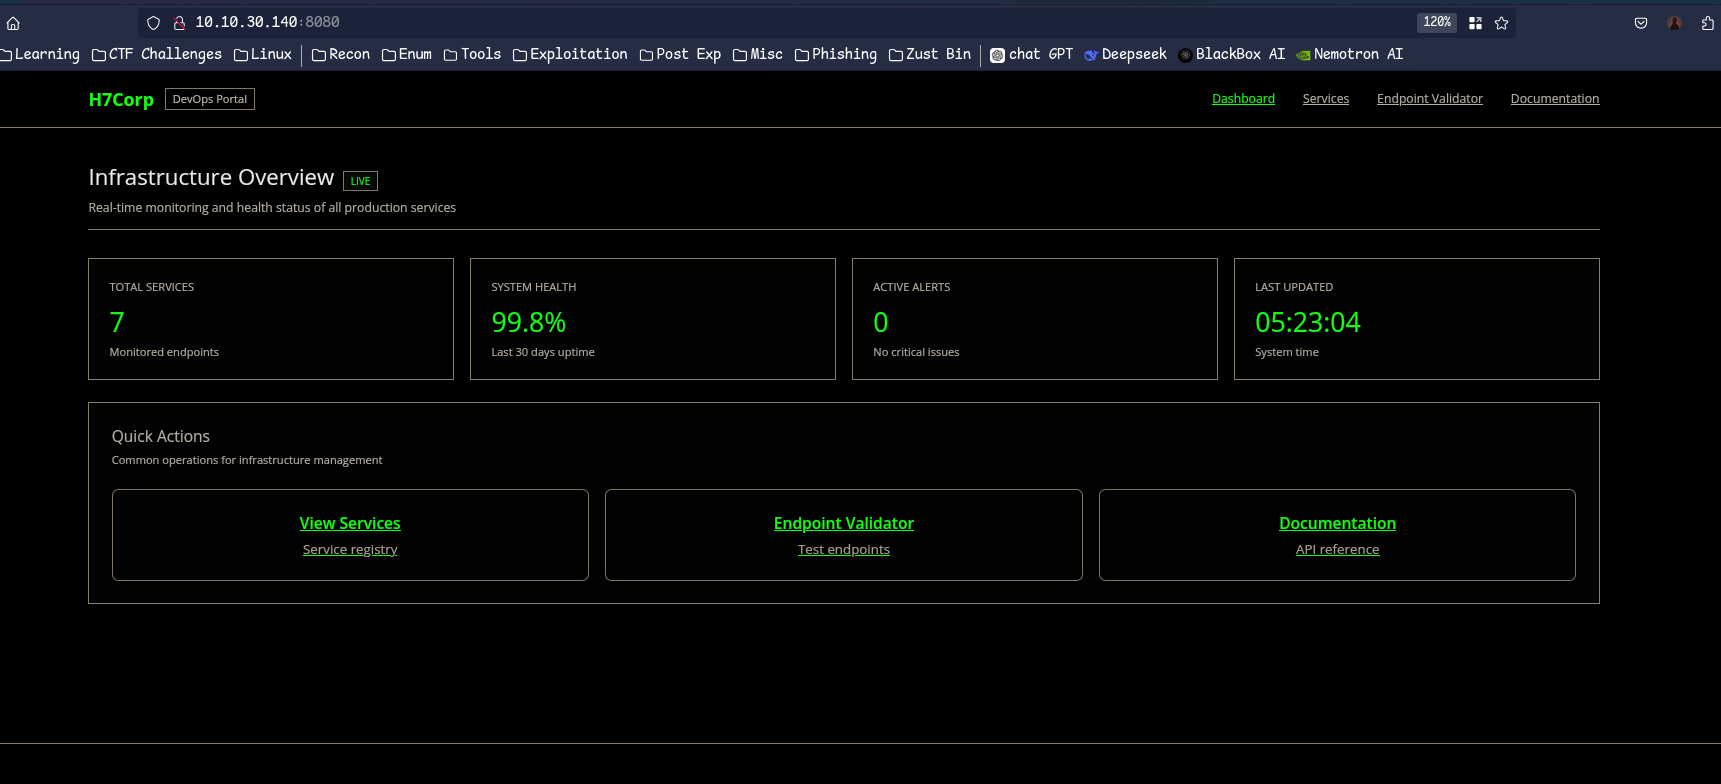 10.10.30.140:8080
120%
Learning CTF Challenges Linux Recon Enum Tools Exploitation Post Exp Misc Phishing Zust Bin chat GPT Deepseek BlackBox AI Nemotron AI
H7Corp DevOps Portal Dashboard Services Endpoint Validator Documentation
Infrastructure Overview LIVE
Real-time monitoring and health status of all production services
TOTAL SERVICES
7
Monitored endpoints
SYSTEM HEALTH
99.8%
Last 30 days uptime
ACTIVE ALERTS
0
No critical issues
LAST UPDATED
05:23:04
System time
Quick Actions
Common operations for infrastructure management
View Services
Service registry
Endpoint Validator
Test endpoints
Documentation
API reference